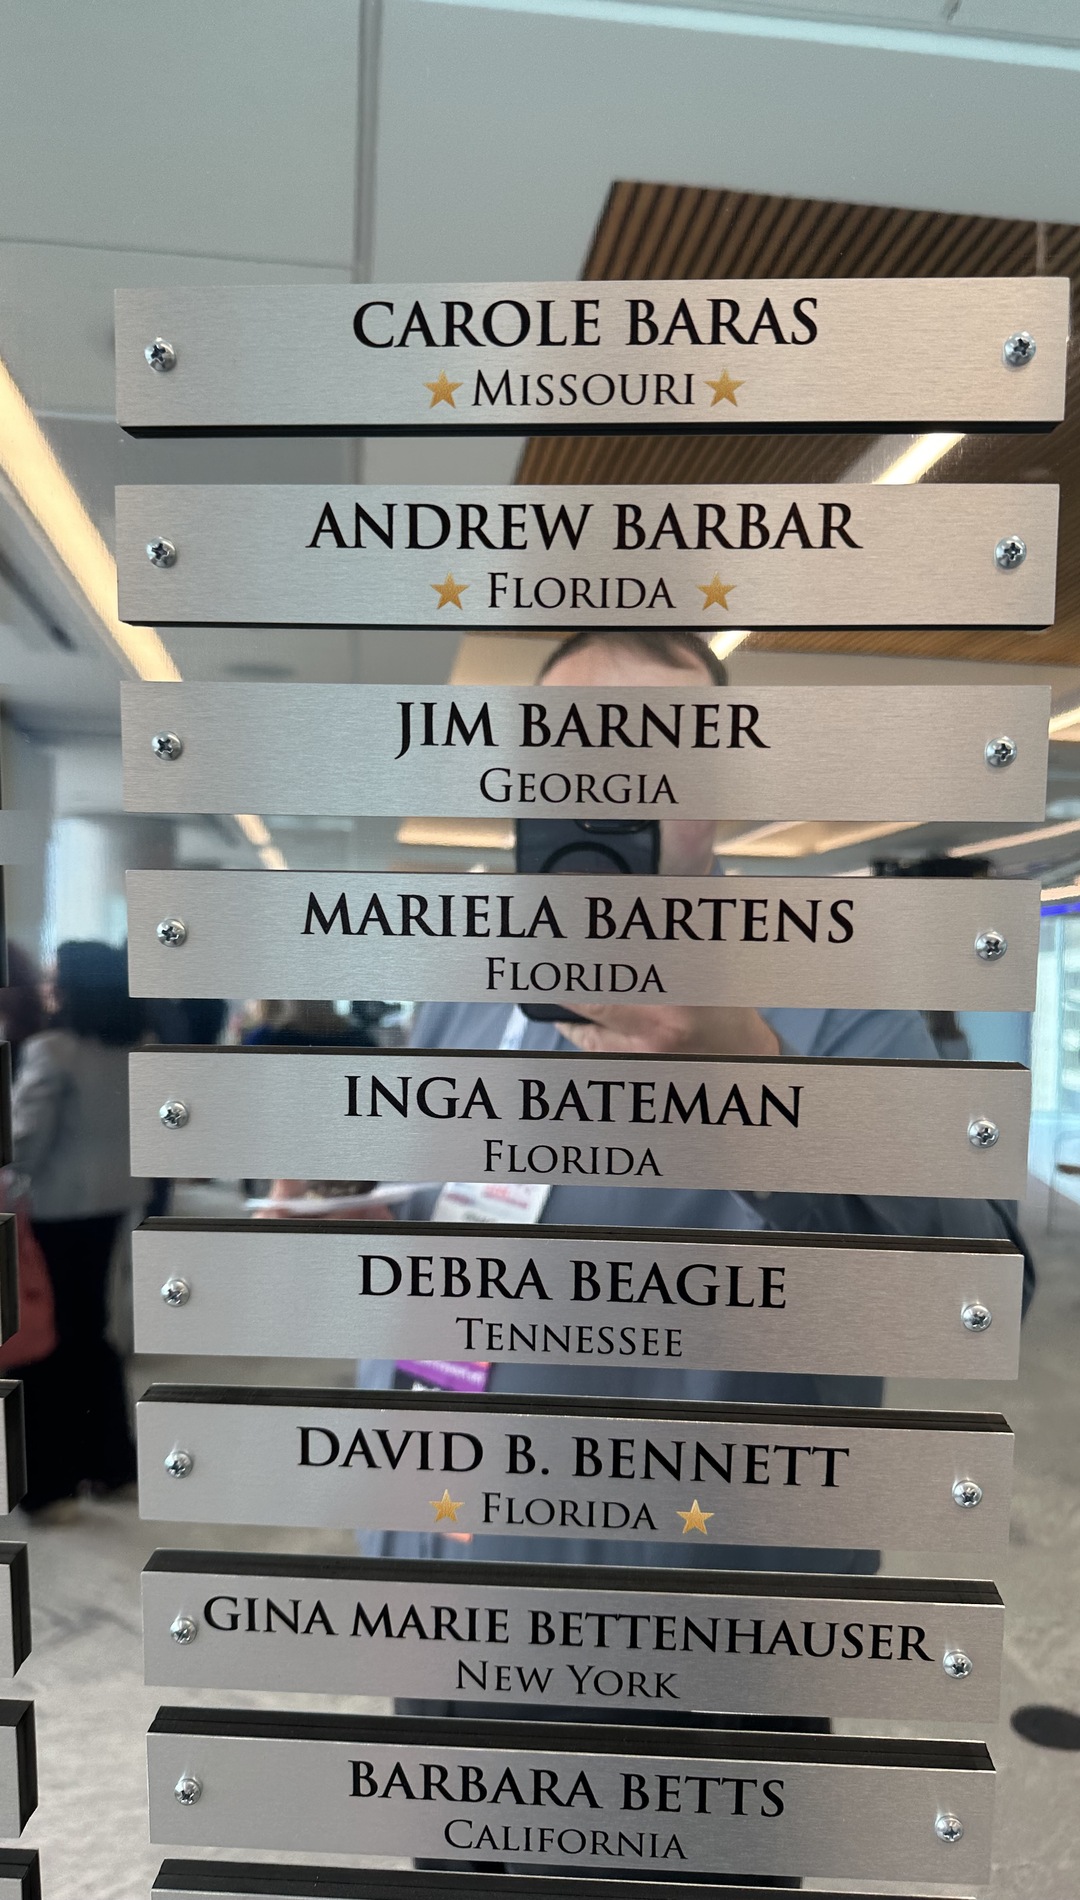 CAROLE BARAS
MISSOURI
ANDREW BARBAR
FLORIDA
JIM BARNER
GEORGIA
MARIELA BARTENS
FLORIDA
INGA BATEMAN
FLORIDA
DEBRA BEAGLE
TENNESSEE
DAVID B. BENNETT
FLORIDA
GINA MARIE BETTENHAUSER
NEW YORK
BARBARA BETTS
CALIFORNIA